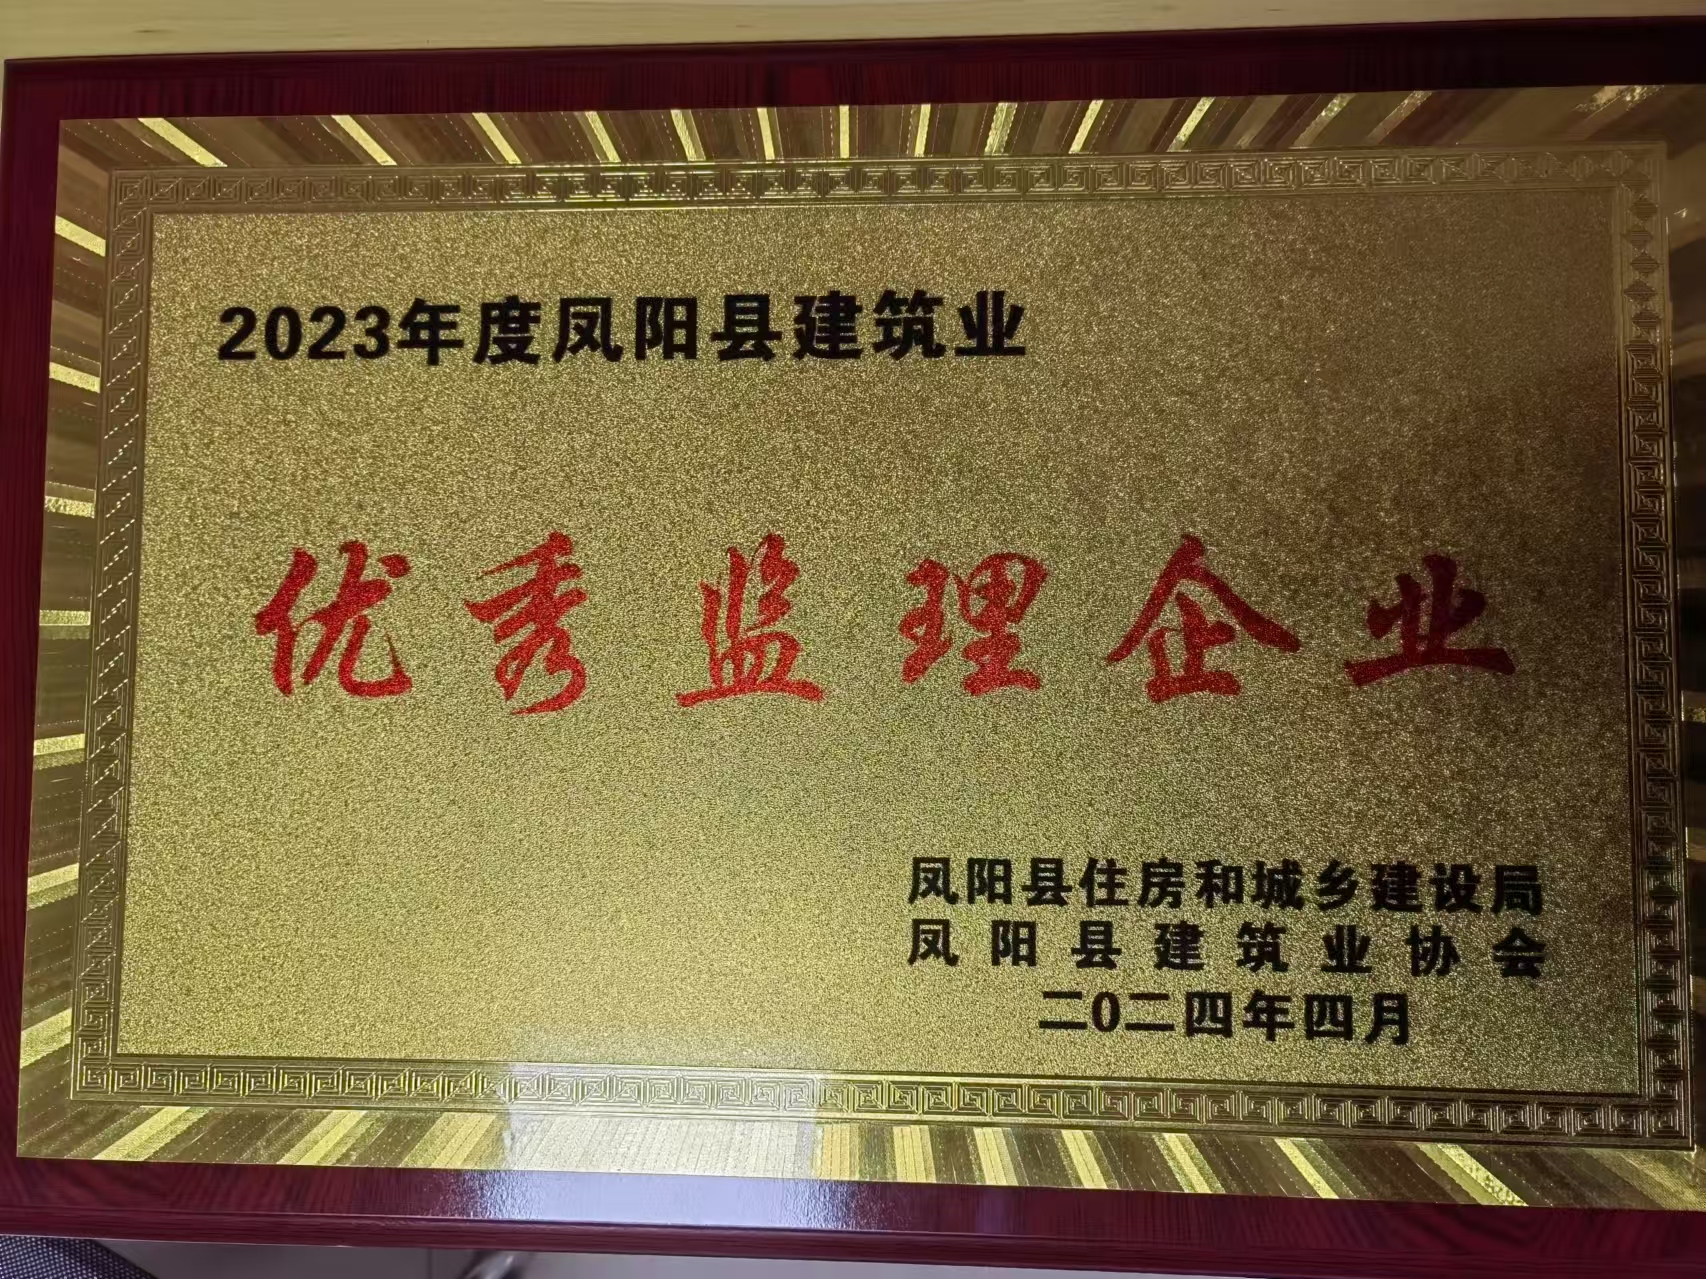 2023年度凤阳县建筑业
优秀监理企业
凤阳县住房和城乡建设局
凤阳县建筑业协会
二0二四年四月